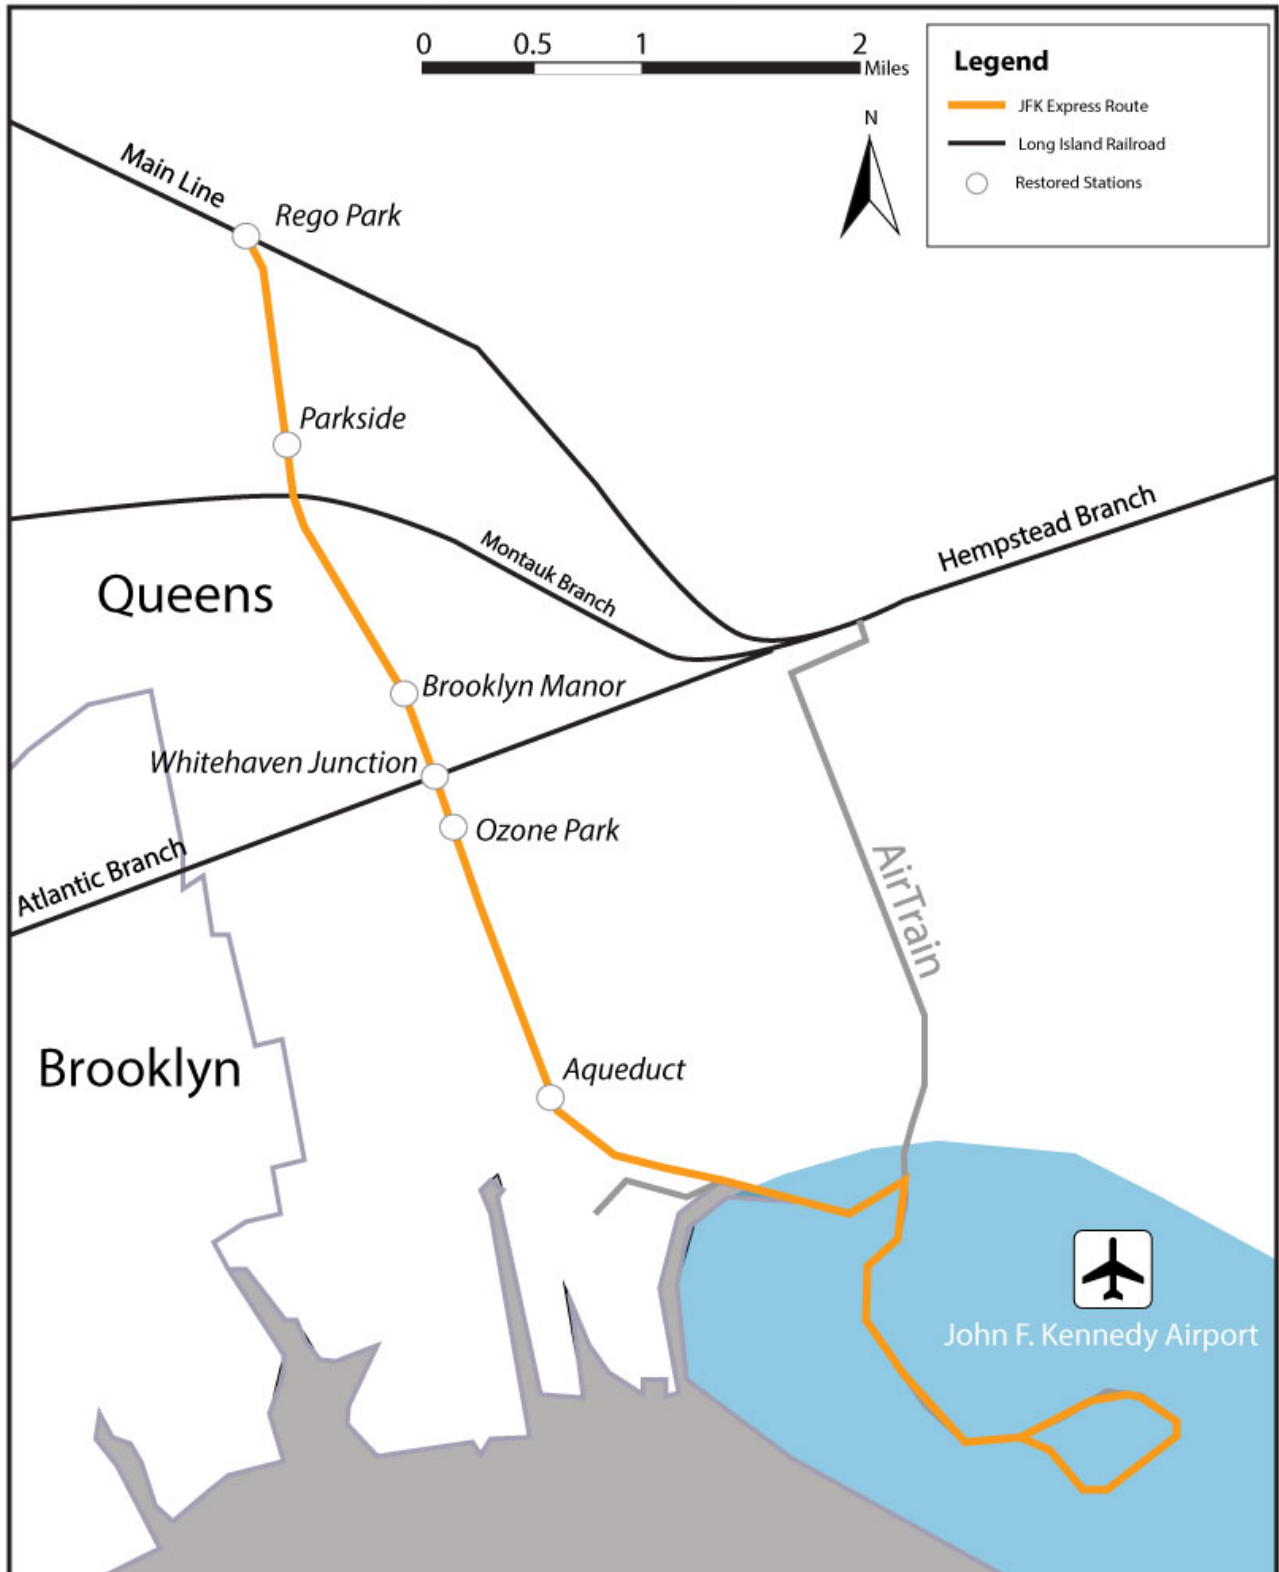 0 0.5 1 2
Miles
Legend
JFK Express Route
Long Island Railroad
Restored Stations
N
Main Line
Rego Park
Parkside
Hempstead Branch
Montauk Branch
Queens
Brooklyn Manor
Whitehaven Junction
Ozone Park
Atlantic Branch
AirTrain
Brooklyn
Aqueduct
John F. Kennedy Airport